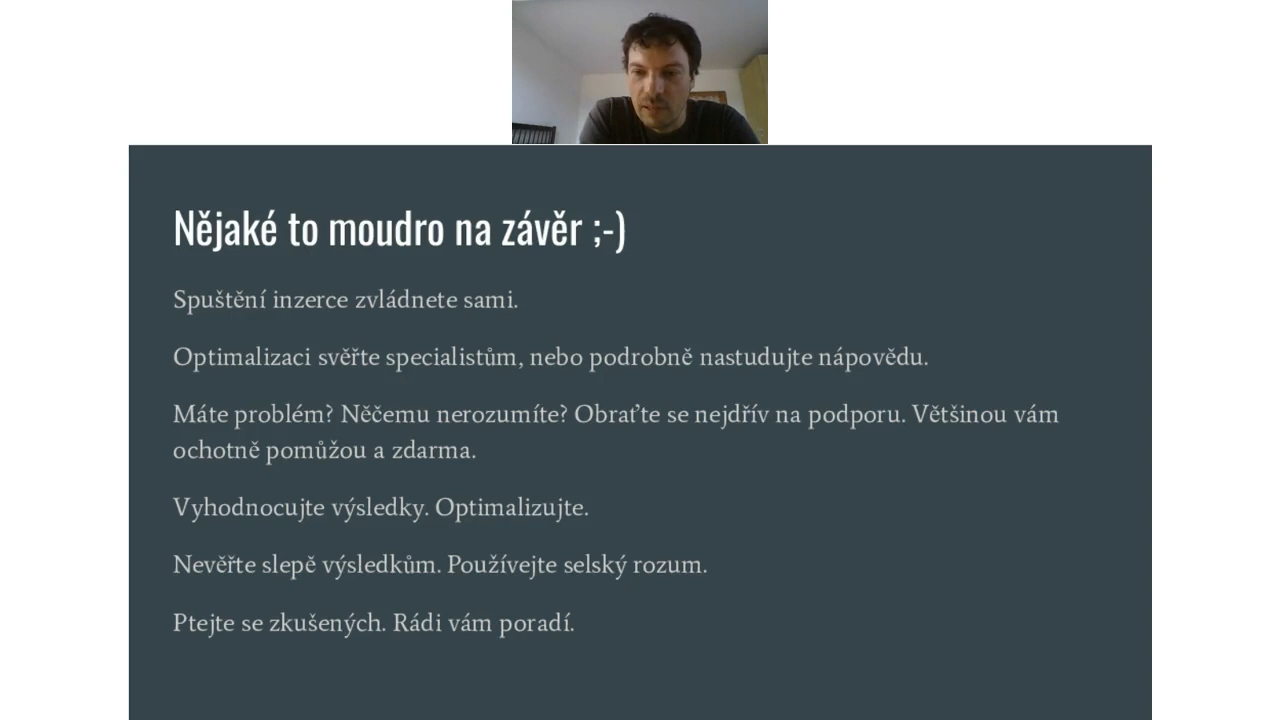 Nějaké to moudro na závěr ;-)
Spuštění inzerce zvládnete sami.
Optimalizaci svěřte specialistům, nebo podrobně nastudujte nápovědu.
Máte problém? Něčemu nerozumíte? Obraťte se nejdřív na podporu. Většinou vám
ochotně pomůžou a zdarma.
Vyhodnocujte výsledky. Optimalizujte.
Nevěřte slepě výsledkům. Používejte selský rozum.
Ptejte se zkušených. Rádi vám poradí.